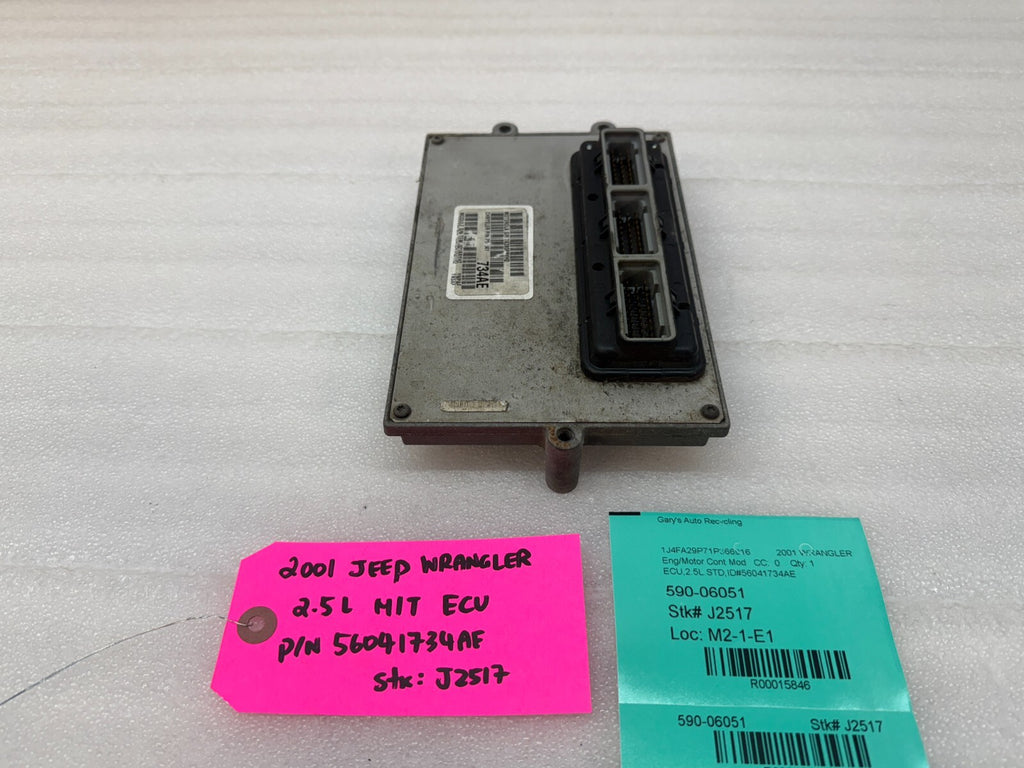 734AE
2001 JEEP WRANGLER
2.5L M/T ECU
P/N 56041734AE
Stk: J2517
Gary's Auto Recycling
2001 WRANGLER
Eng/Motor Cont Mod CC: 0 Qty: 1
ECU,2.5L STD,ID#56041734AE
590-06051
Stk# J2517
Loc: M2-1-E1
R00015846
590-06051 Stk# J2517